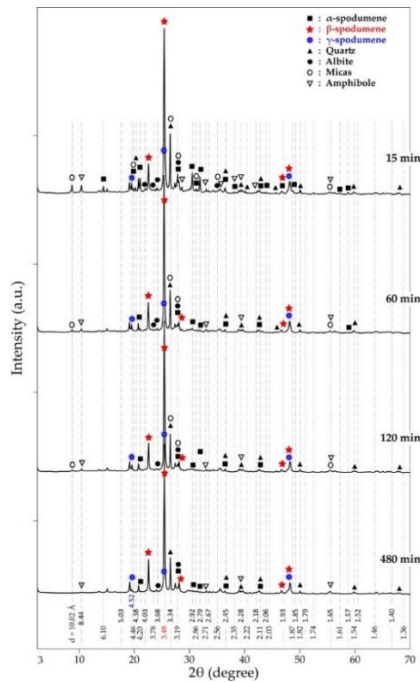 ■ : α-spodumene
★ : β-spodumene
● : γ-spodumene
▲ : Quartz
● : Albite
○ : Micas
▽ : Amphibole
15 min
60 min
120 min
480 min
Intensity (a.u.)
d = 10.02 Å
8.44
6.10
5.03
4.52
4.46
4.38
4.20
4.03
3.78
3.68
3.48
3.34
3.19
2.92
2.86
2.79
2.71
2.67
2.56
2.45
2.35
2.28
2.22
2.18
2.11
2.06
2.03
1.93
1.87
1.85
1.82
1.79
1.74
1.65
1.61
1.57
1.54
1.52
1.46
1.40
1.36
3 10 20 30 40 50 60 70
2θ (degree)